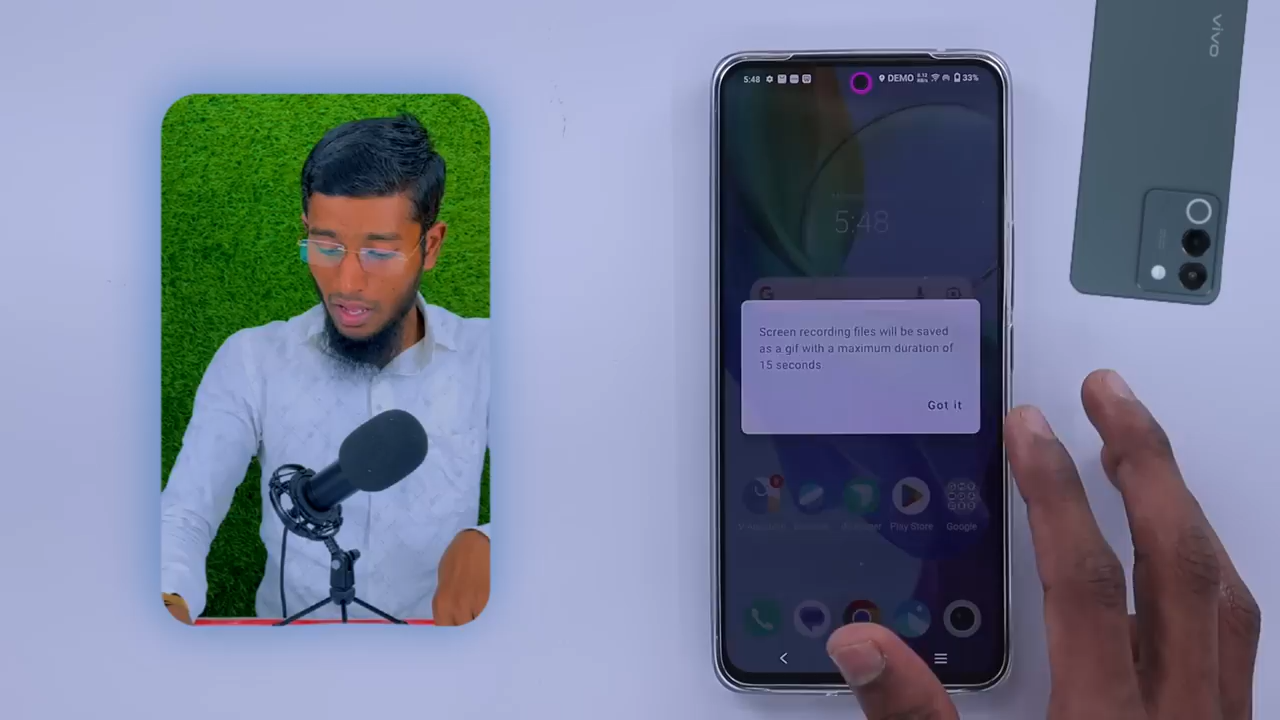 vivo
5:48
DEMO
33%
5:48
G
Screen recording files will be saved
as a gif with a maximum duration of
15 seconds
Got it
Play Store
Google